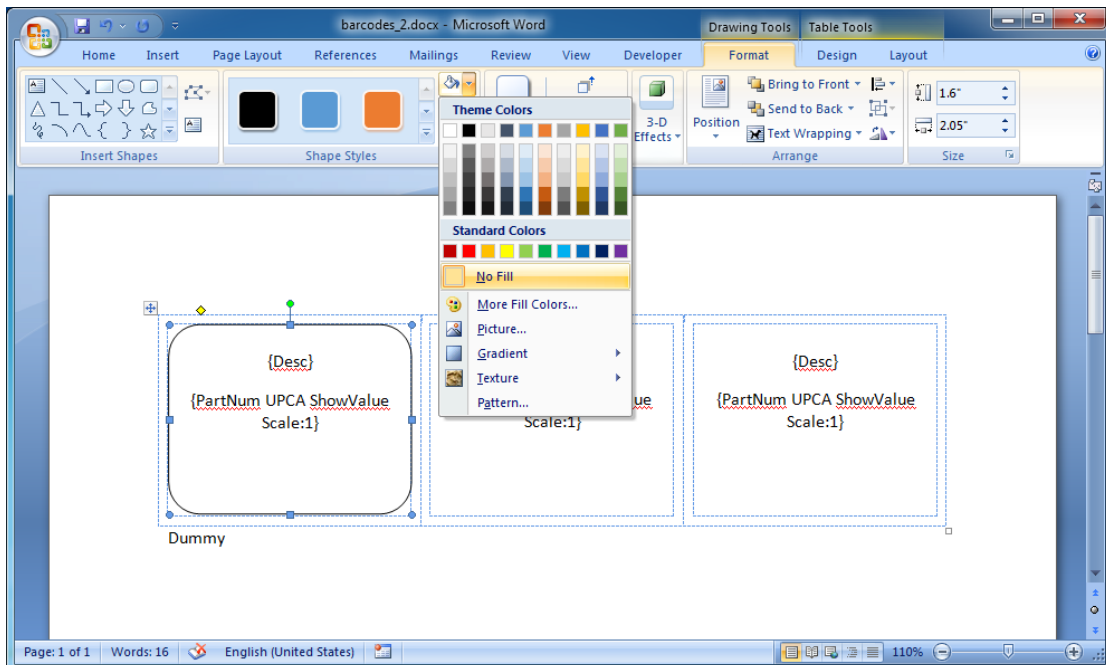 barcodes_2.docx - Microsoft Word
Drawing Tools
Table Tools
Home
Insert
Page Layout
References
Mailings
Review
View
Developer
Format
Design
Layout
Insert Shapes
Shape Styles
3-D
Effects
Position
Bring to Front
Send to Back
Text Wrapping
Arrange
1.6"
2.05"
Size
Theme Colors
Standard Colors
No Fill
More Fill Colors...
Picture...
Gradient
Texture
Pattern...
{Desc}
{PartNum UPCA ShowValue
Scale:1}
ue
Scale:1}
{Desc}
{PartNum UPCA ShowValue
Scale:1}
Dummy
Page: 1 of 1
Words: 16
English (United States)
110%